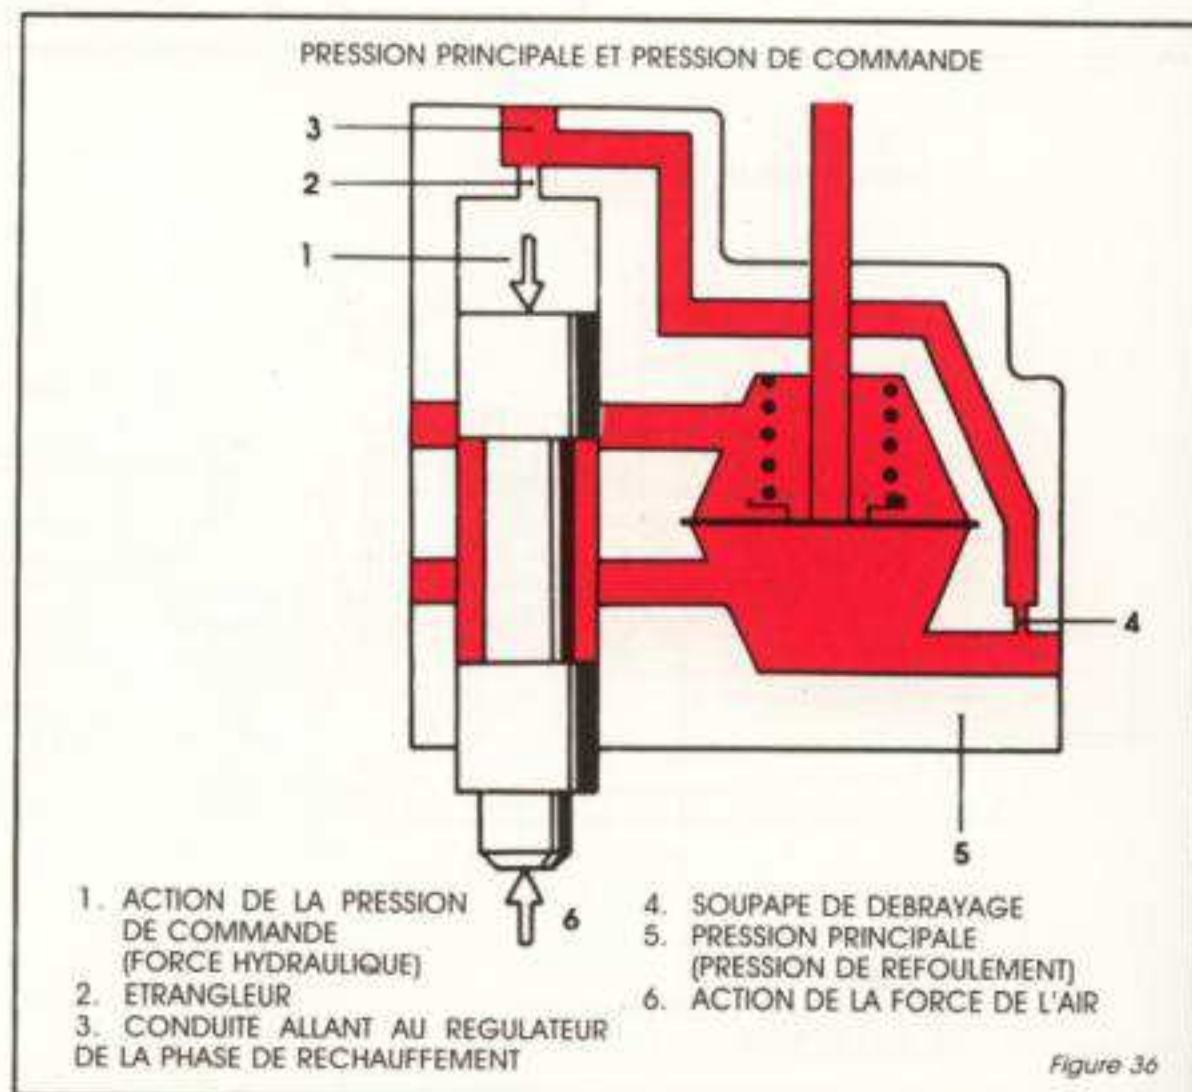 PRESSION PRINCIPALE ET PRESSION DE COMMANDE
3
2
1
4
5
6
1. ACTION DE LA PRESSION
DE COMMANDE
(FORCE HYDRAULIQUE)
2. ETRANGLEUR
3. CONDUITE ALLANT AU REGULATEUR
DE LA PHASE DE RECHAUFFEMENT
4. SOUPAPE DE DEBRAYAGE
5. PRESSION PRINCIPALE
(PRESSION DE REFOULEMENT)
6. ACTION DE LA FORCE DE L'AIR
Figure 36